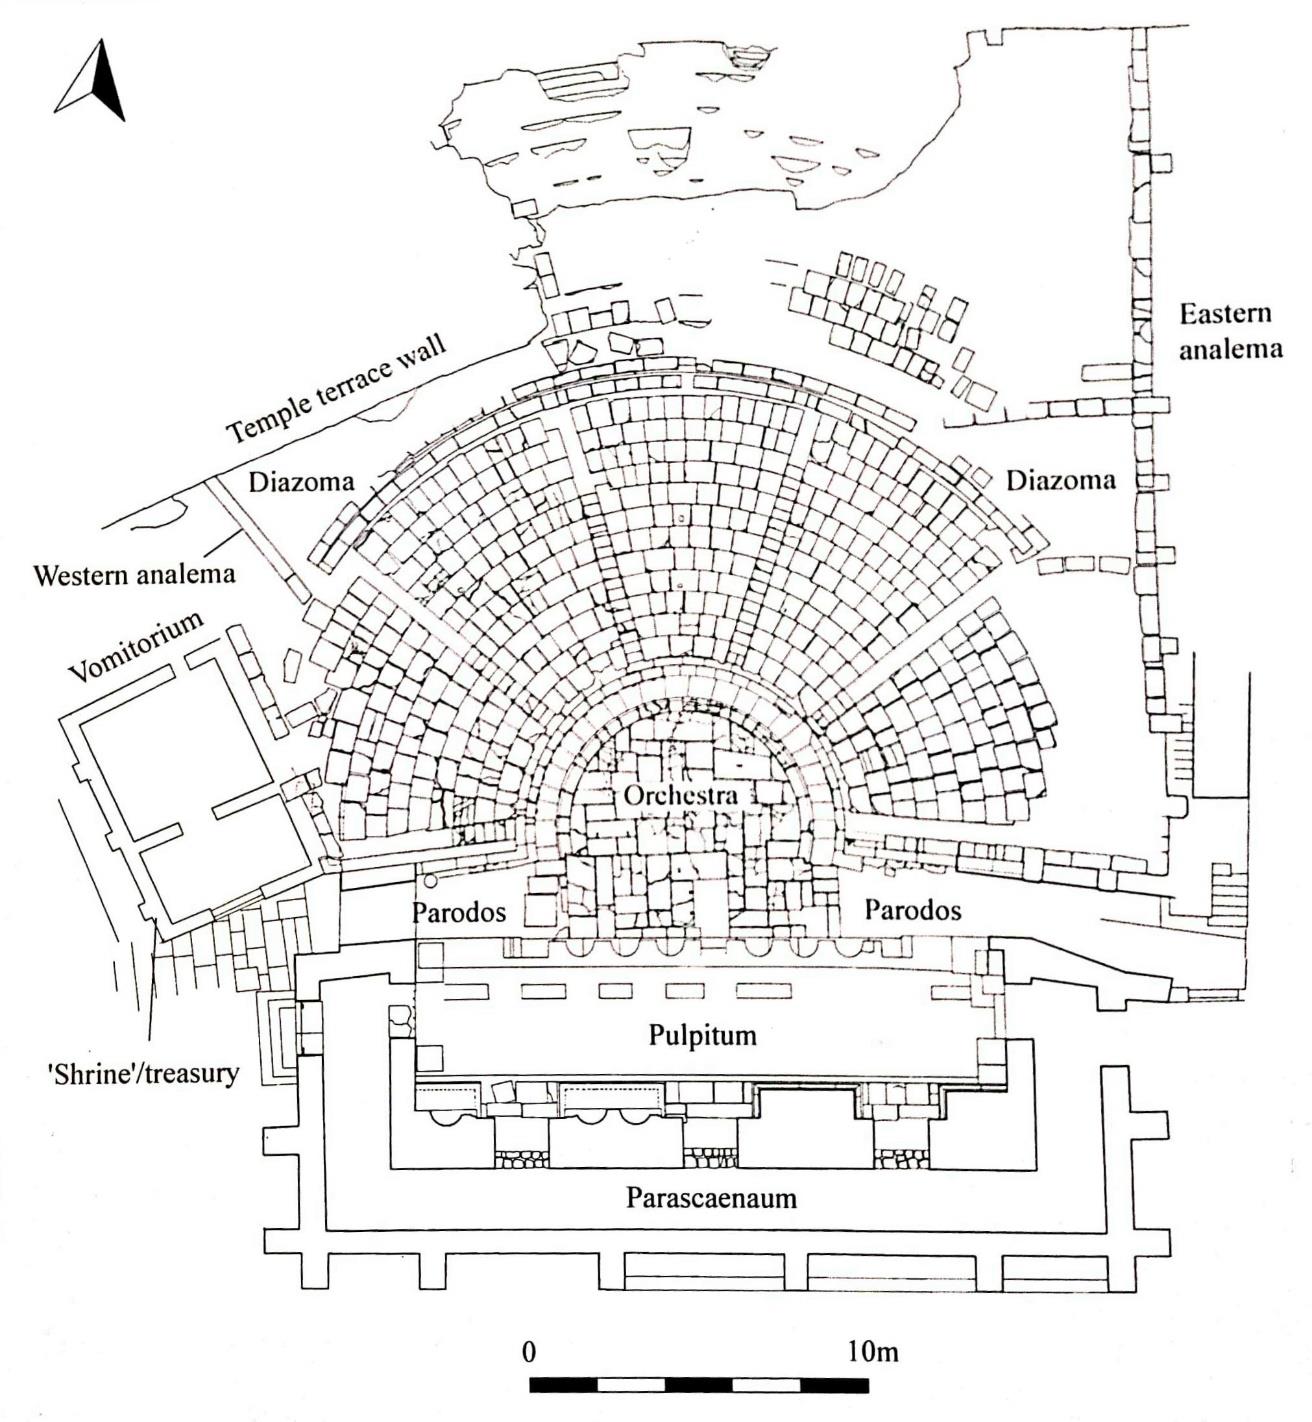 Eastern
analema
Temple terrace wall
Diazoma
Diazoma
Western analema
Vomitorium
Orchestra
Parodos
Parodos
Pulpitum
'Shrine'/treasury
Parascaenaum
0
10m